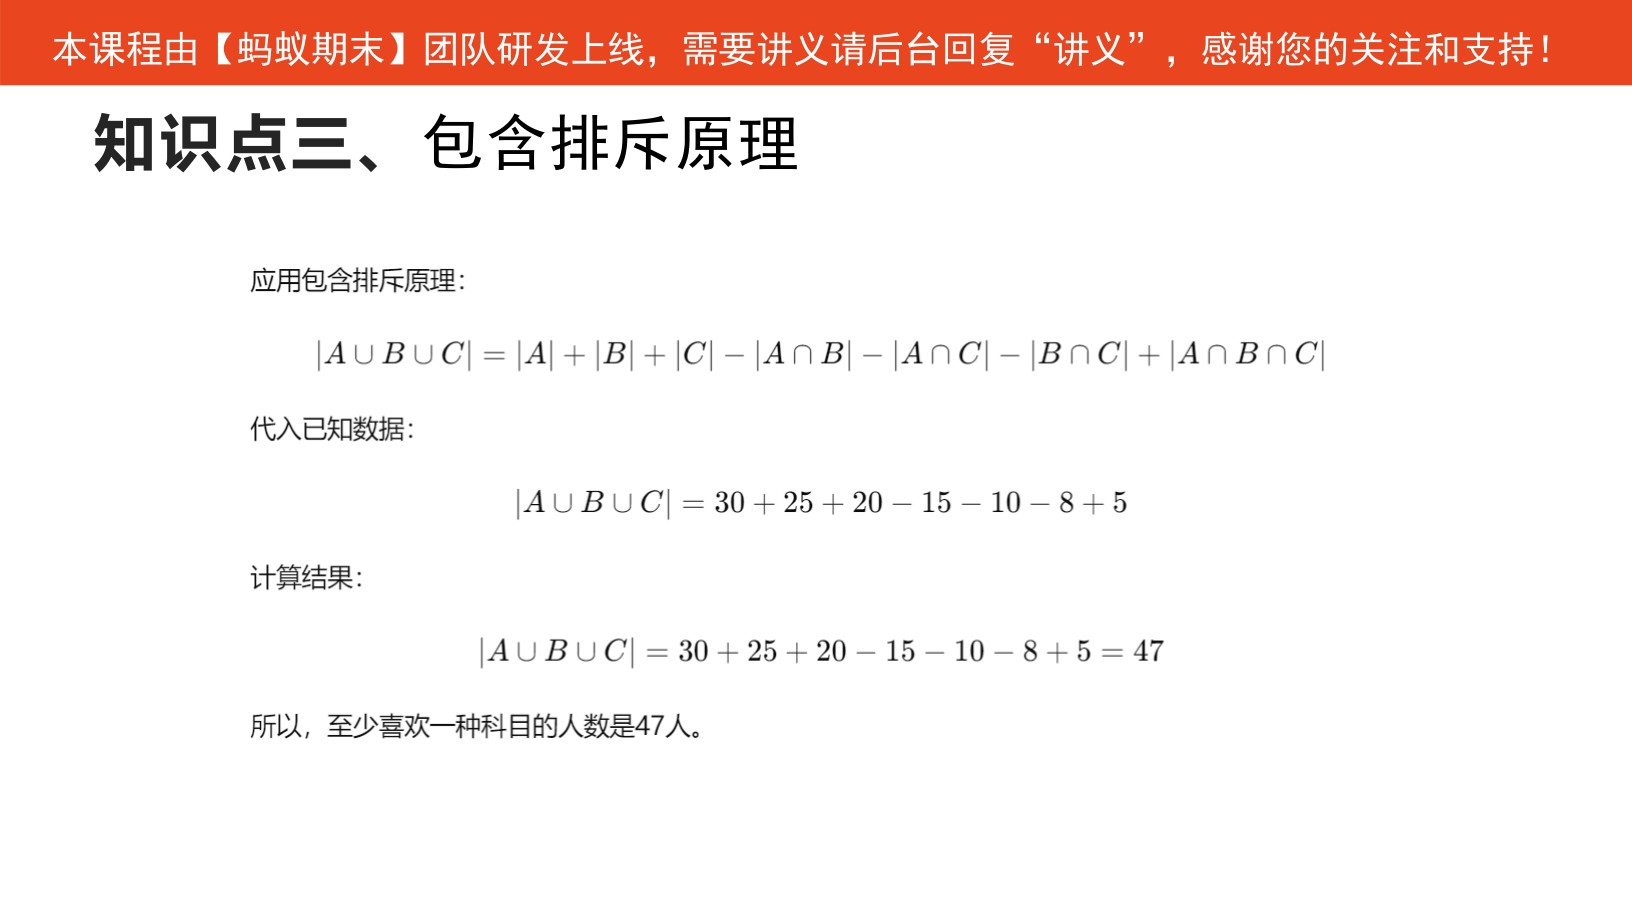 本课程由【蚂蚁期末】团队研发上线，需要讲义请后台回复“讲义”，感谢您的关注和支持！
知识点三、包含排斥原理
应用包含排斥原理：
|A ∪ B ∪ C| = |A| + |B| + |C| − |A ∩ B| − |A ∩ C| − |B ∩ C| + |A ∩ B ∩ C|
代入已知数据：
|A ∪ B ∪ C| = 30 + 25 + 20 − 15 − 10 − 8 + 5
计算结果：
|A ∪ B ∪ C| = 30 + 25 + 20 − 15 − 10 − 8 + 5 = 47
所以，至少喜欢一种科目的人数是47人。